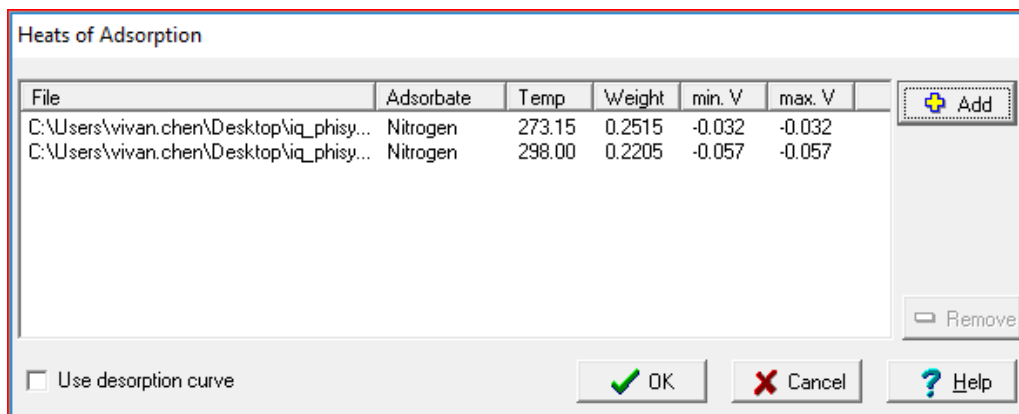 Heats of Adsorption
File Adsorbate Temp Weight min. V max. V
C:\Users\vivan.chen\Desktop\iq_phisy... Nitrogen 273.15 0.2515 -0.032 -0.032
C:\Users\vivan.chen\Desktop\iq_phisy... Nitrogen 298.00 0.2205 -0.057 -0.057
Add
Remove
Use desorption curve OK Cancel Help